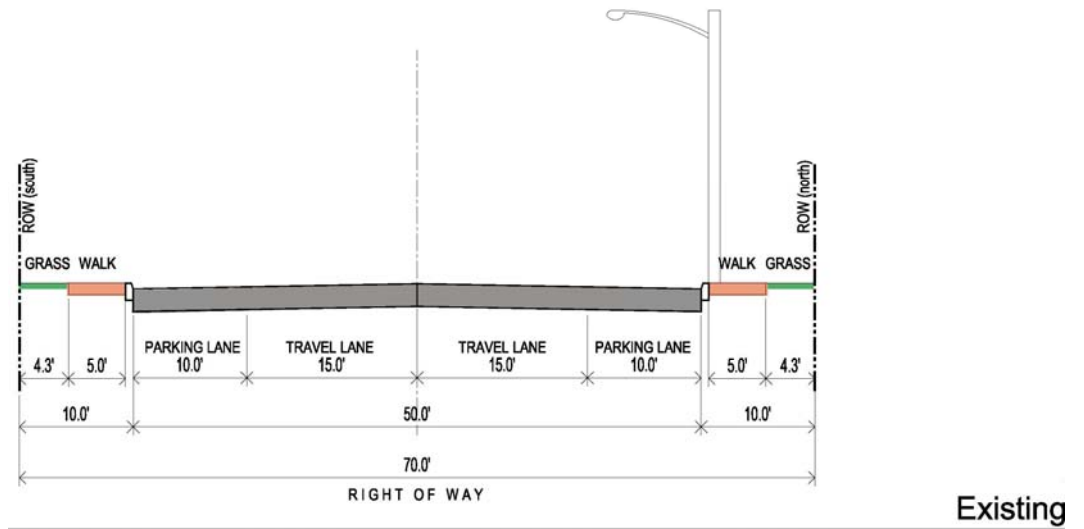 ROW (south)
ROW (north)
GRASS WALK
WALK GRASS
PARKING LANE TRAVEL LANE TRAVEL LANE PARKING LANE
4.3' 5.0' 10.0' 15.0' 15.0' 10.0' 5.0' 4.3'
10.0' 50.0' 10.0'
70.0'
RIGHT OF WAY
Existing